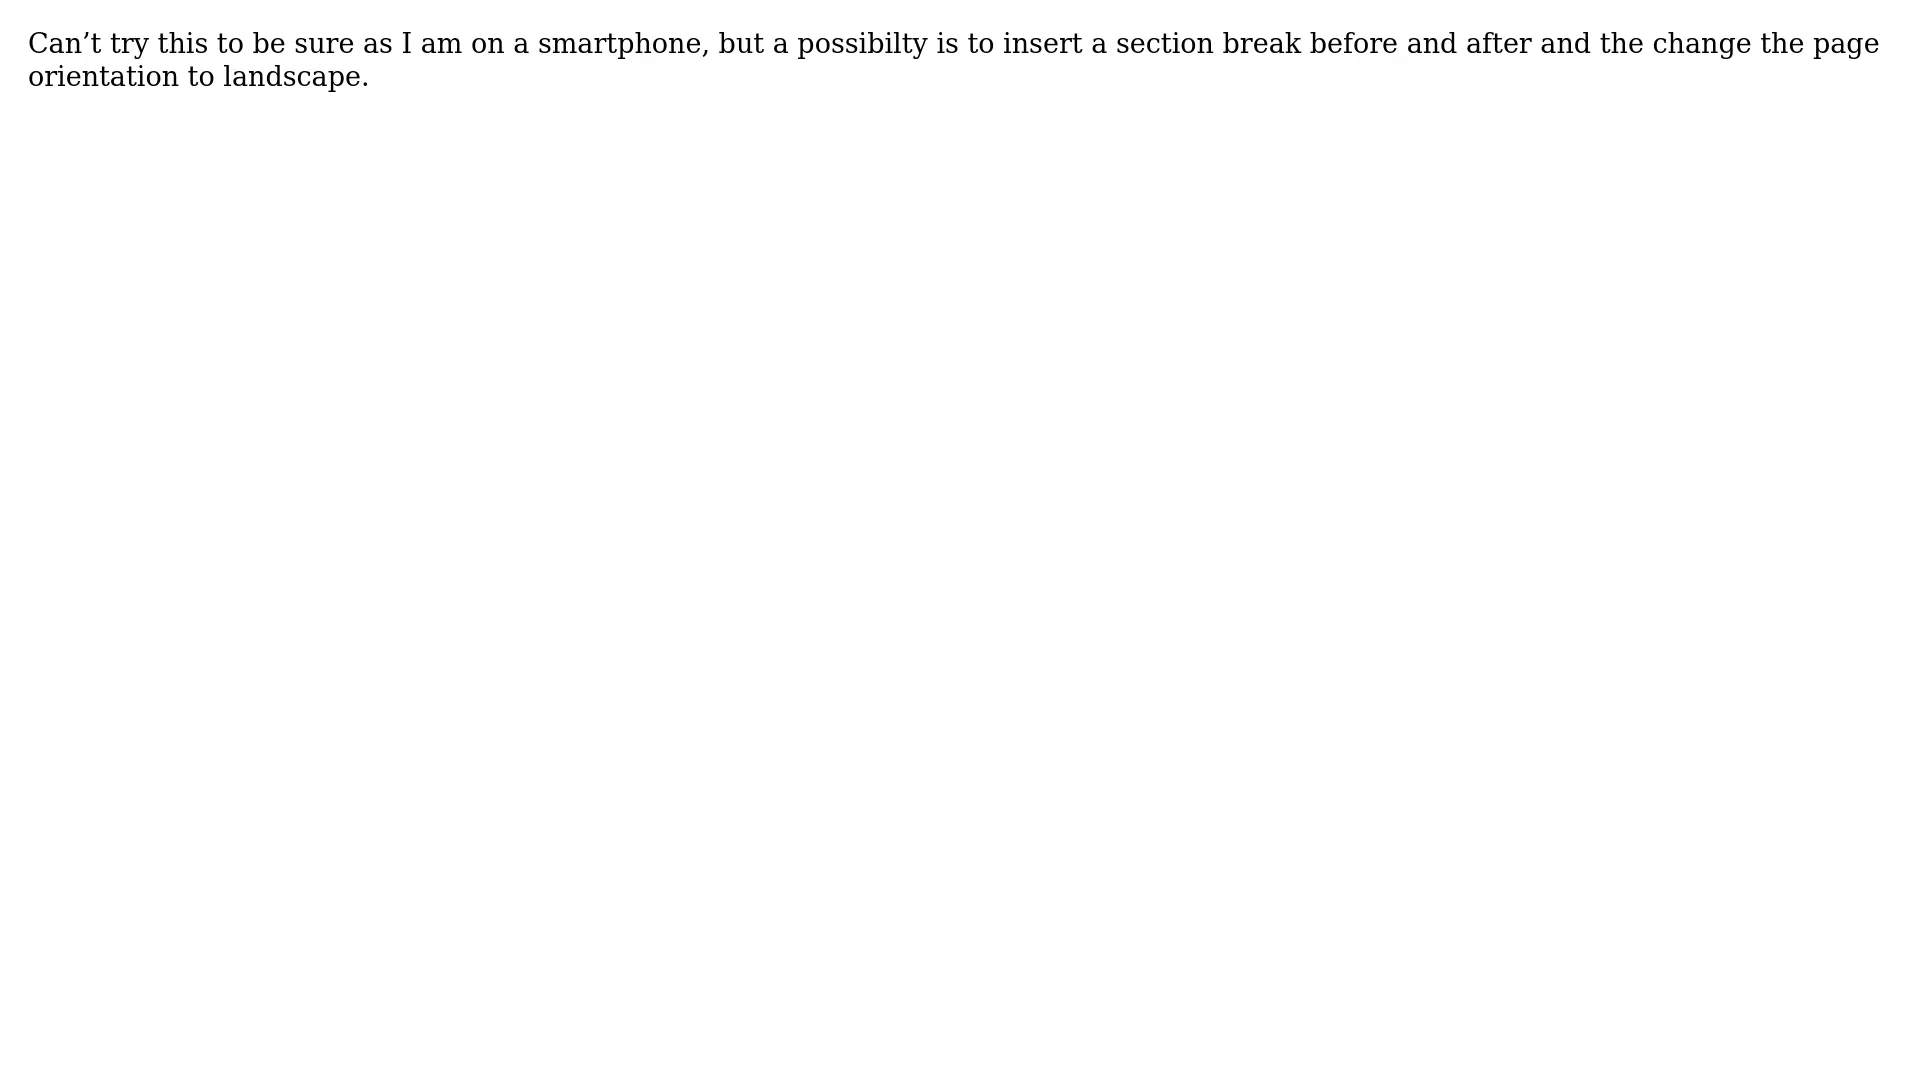 Can’t try this to be sure as I am on a smartphone, but a possibilty is to insert a section break before and after and the change the page
orientation to landscape.